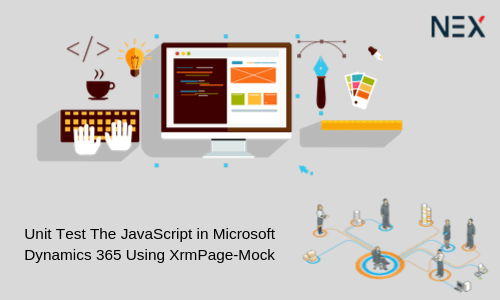 NEX
</>
Unit Test The JavaScript in Microsoft
Dynamics 365 Using XrmPage-Mock